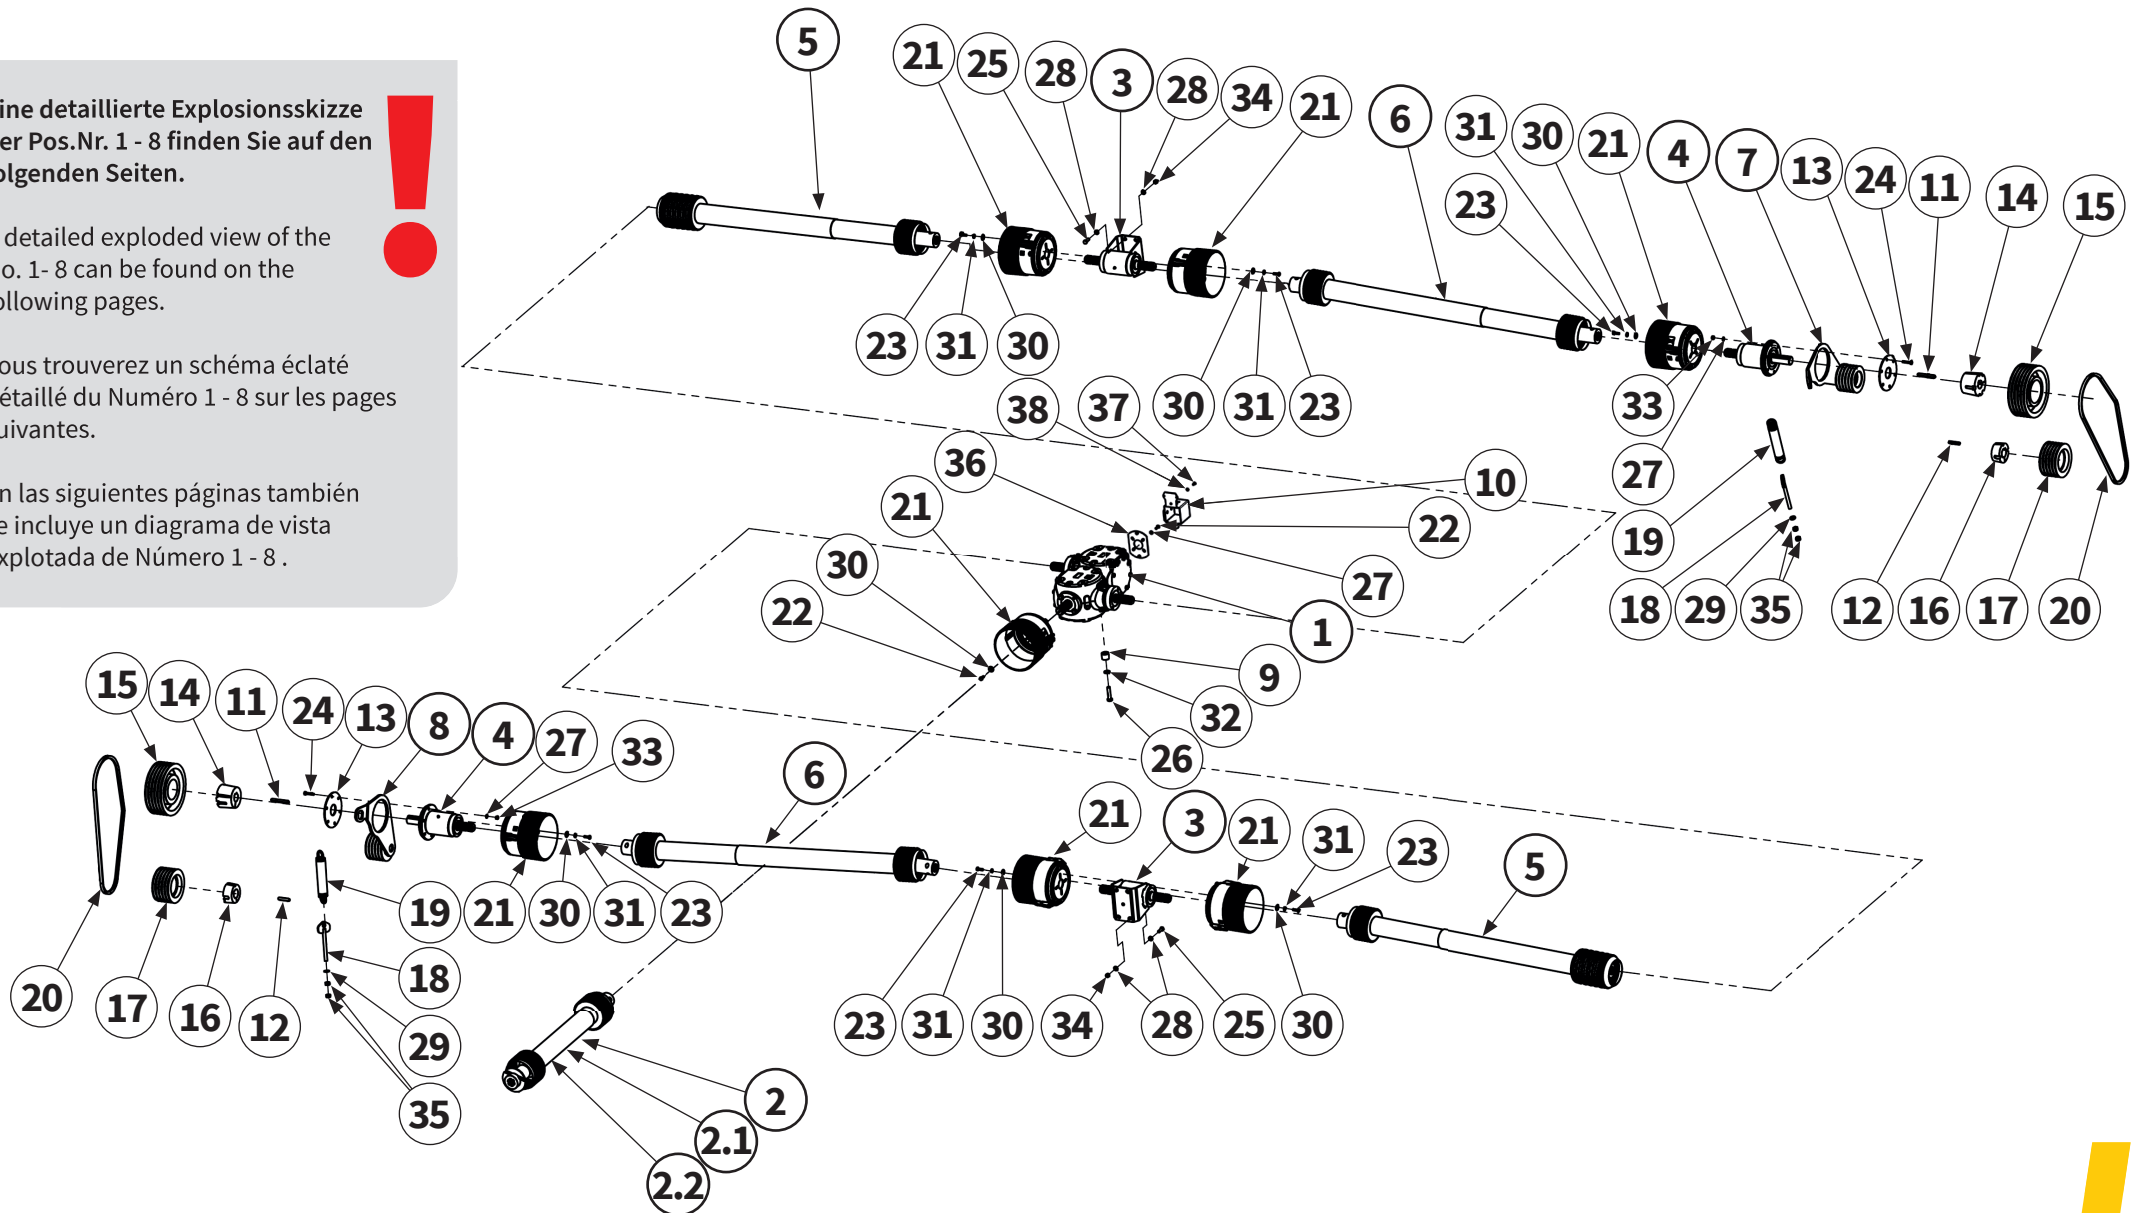 ine detaillierte Explosionsskizze
er Pos.Nr. 1 - 8 finden Sie auf den
olgenden Seiten.
detailed exploded view of the
o. 1- 8 can be found on the
ollowing pages.
ous trouverez un schéma éclaté
étaillé du Numéro 1 - 8 sur les pages
uivantes.
n las siguientes páginas también
e incluye un diagrama de vista
xplotada de Número 1 - 8 .
!
5 21 25 28 3 28 34 21 6 31 30 21 4 7 13 24 11 14 15
23
23 31 30
30 31 23
33
38 37
36
27
10
21
22
19
30
27
22
18 29 35 12 16 17 20
1
9
32
26
15 14 11 24 13 8 4 27 33
6
21 3 21 31 23 5
19 21 30 31 23
18
20 17 16 12
29
23 31 30 34 28 25 30
35
2
2.1
2.2